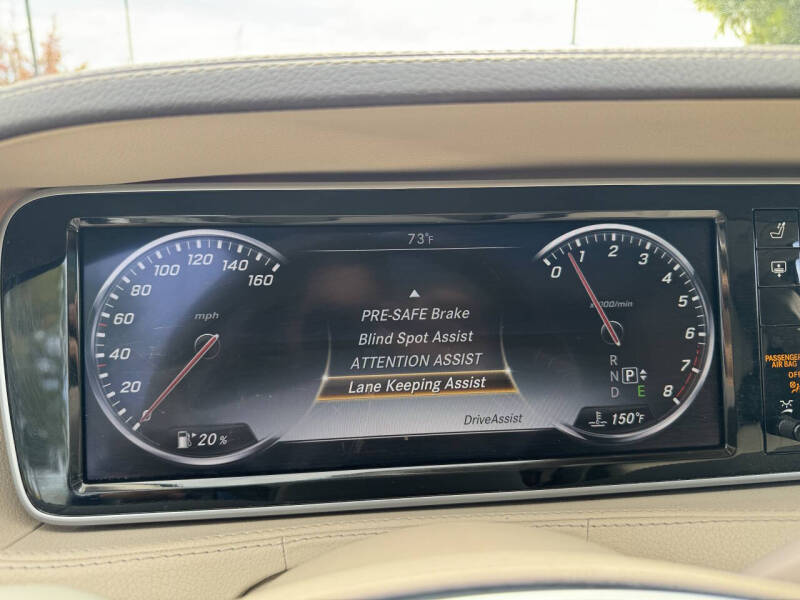 73°F
PRE-SAFE Brake
Blind Spot Assist
ATTENTION ASSIST
Lane Keeping Assist
DriveAssist
20
40
60
80
100
120
140
160
mph
20%
0
1
2
3
4
5
6
7
8
/min
R
N
P
D
E
150°F
PASSENGER
AIR BAG
OFF